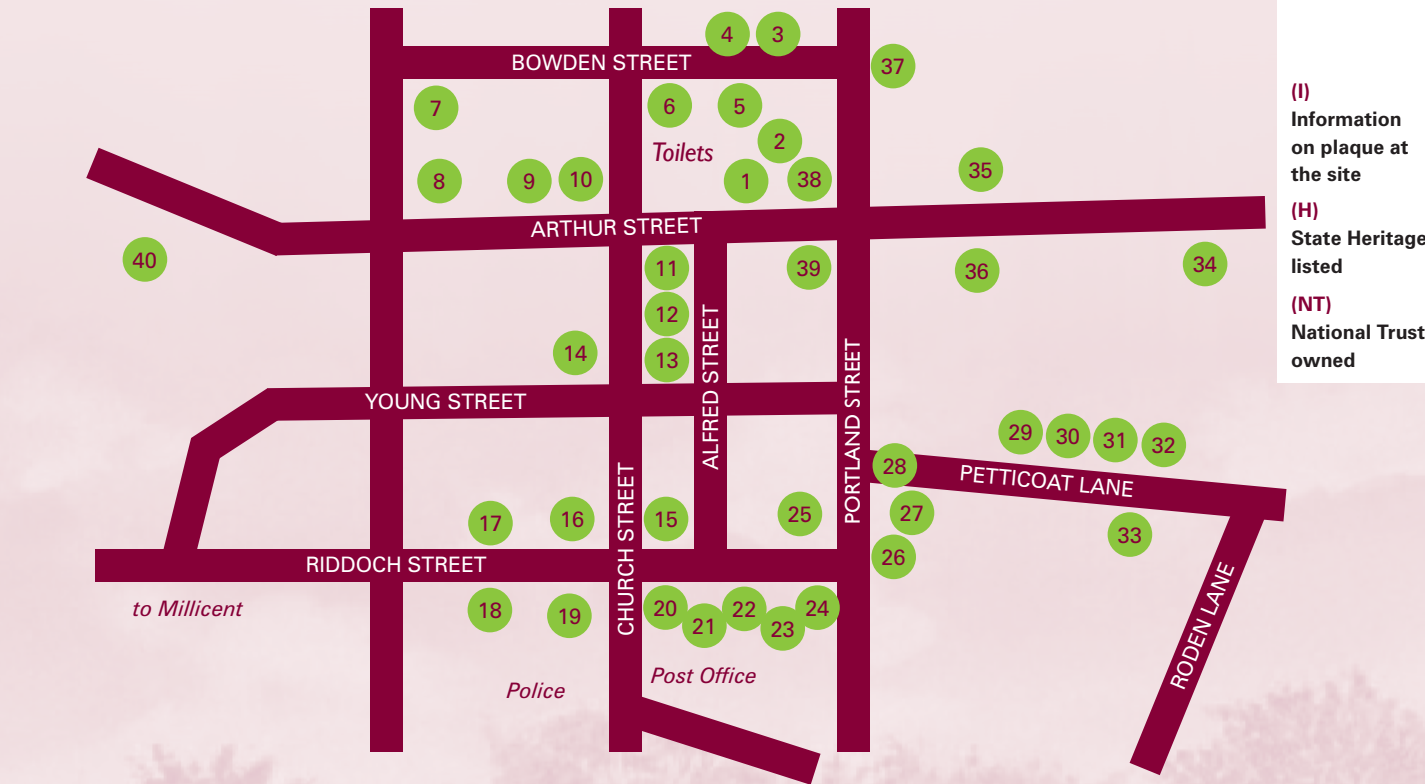 4
3
BOWDEN STREET
37
7
6
5
2
Toilets
8
9
10
1
38
35
ARTHUR STREET
40
11
39
36
34
12
14
13
ALFRED STREET
PORTLAND STREET
YOUNG STREET
29
30
31
32
28
PETTICOAT LANE
17
16
CHURCH STREET
15
25
27
33
26
RIDDOCH STREET
RODEN LANE
to Millicent
18
19
20
21
22
23
24
Police
Post Office
(I)
Information
on plaque at
the site
(H)
State Heritage
listed
(NT)
National Trust
owned